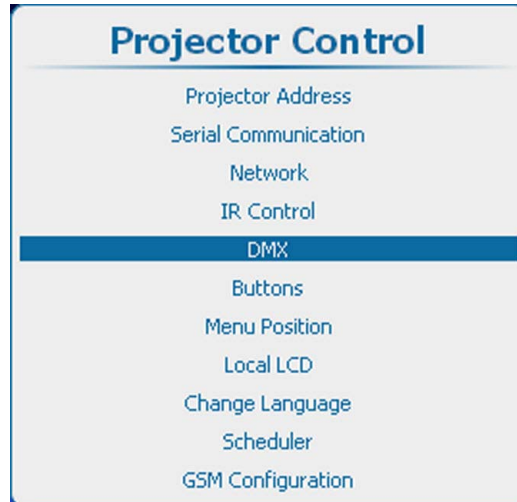 Projector Control
Projector Address
Serial Communication
Network
IR Control
DMX
Buttons
Menu Position
Local LCD
Change Language
Scheduler
GSM Configuration